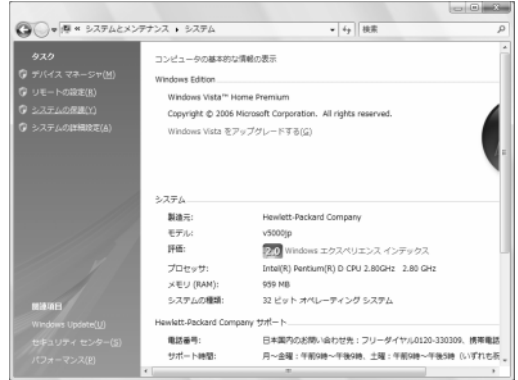 « システムとメンテナンス ▸ システム
検索
タスク
デバイス マネージャ(M)
リモートの設定(R)
システムの保護(Y)
システムの詳細設定(A)
関連項目
Windows Update(U)
セキュリティ センター(S)
パフォーマンス(P)
コンピュータの基本的な情報の表示
Windows Edition
Windows Vista™ Home Premium
Copyright © 2006 Microsoft Corporation. All rights reserved.
Windows Vista をアップグレードする(G)
システム
製造元: Hewlett-Packard Company
モデル: v5000jp
評価: 2.0 Windows エクスペリエンス インデックス
プロセッサ: Intel(R) Pentium(R) D CPU 2.80GHz 2.80 GHz
メモリ (RAM): 959 MB
システムの種類: 32 ビット オペレーティング システム
Hewlett-Packard Company サポート
電話番号: 日本国内のお問い合わせ先：フリーダイヤル0120-330309、携帯電話
サポート時間: 月～金曜：午前9時～午後9時、土曜：午前9時～午後5時（いずれも祝